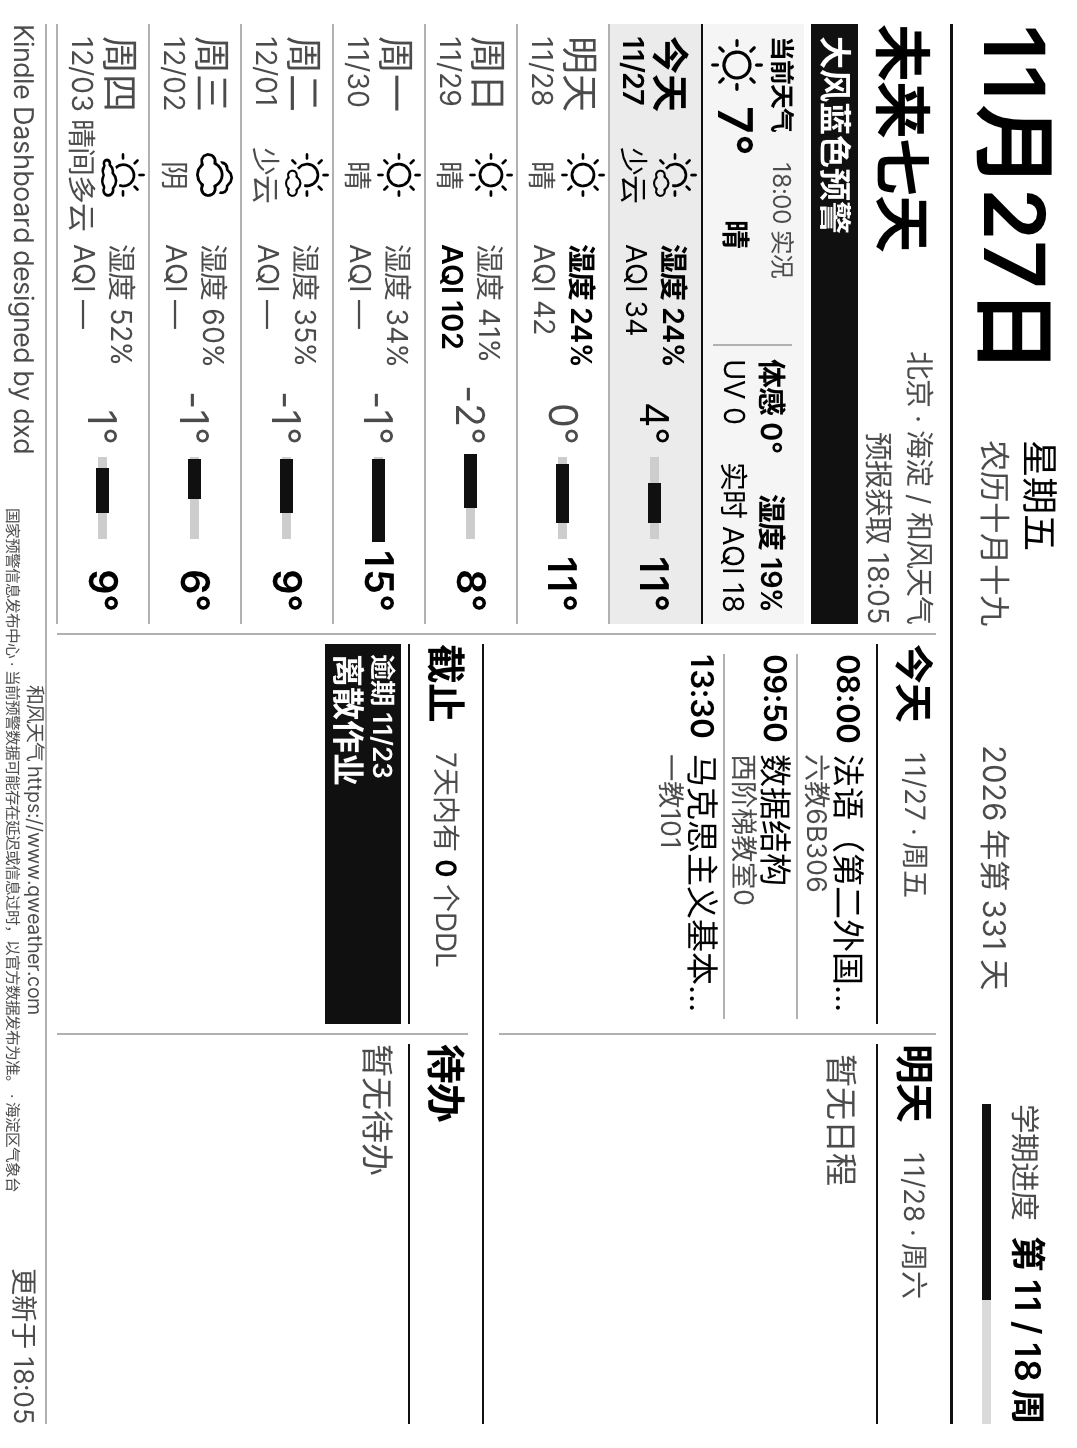 11月27日
星期五
农历十月十九
2026 年第 331 天
学期进度 第 11 / 18 周
未来七天
北京 · 海淀 / 和风天气
预报获取 18:05
大风蓝色预警
当前天气 18:00 实况
7° 晴
体感 0° 湿度 19%
UV 0 实时 AQI 18
今天
11/27
少云
湿度 24%
AQI 34
4° 11°
明天
11/28
晴
湿度 24%
AQI 42
0° 11°
周日
11/29
晴
湿度 41%
AQI 102
-2° 8°
周一
11/30
晴
湿度 34%
AQI —
-1° 15°
周二
12/01
少云
湿度 35%
AQI —
-1° 9°
周三
12/02
阴
湿度 60%
AQI —
-1° 6°
周四
12/03
晴间多云
湿度 52%
AQI —
1° 9°
今天 11/27 · 周五
08:00 法语（第二外国…
六教6B306
09:50 数据结构
西阶梯教室0
13:30 马克思主义基本…
一教101
明天 11/28 · 周六
暂无日程
截止 7天内有 0 个DDL
逾期 11/23
离散作业
待办
暂无待办
Kindle Dashboard designed by dxd
和风天气 https://www.qweather.com
国家预警信息发布中心 · 当前预警数据可能存在延迟或信息过时，以官方数据发布为准。 · 海淀区气象台
更新于 18:05